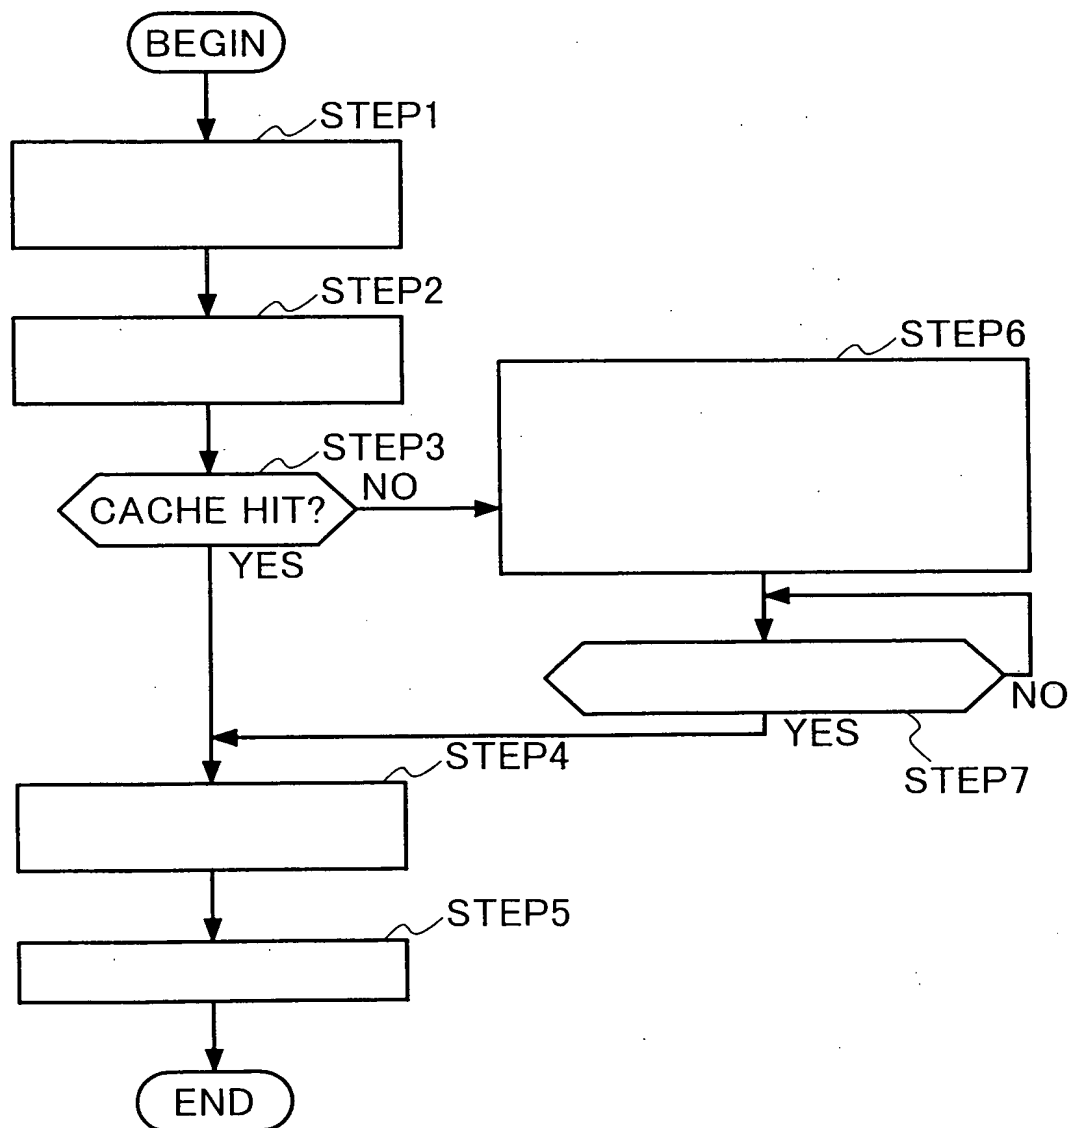 BEGIN
STEP1
STEP2
STEP6
STEP3
CACHE HIT?
NO
YES
NO
YES
STEP7
STEP4
STEP5
END